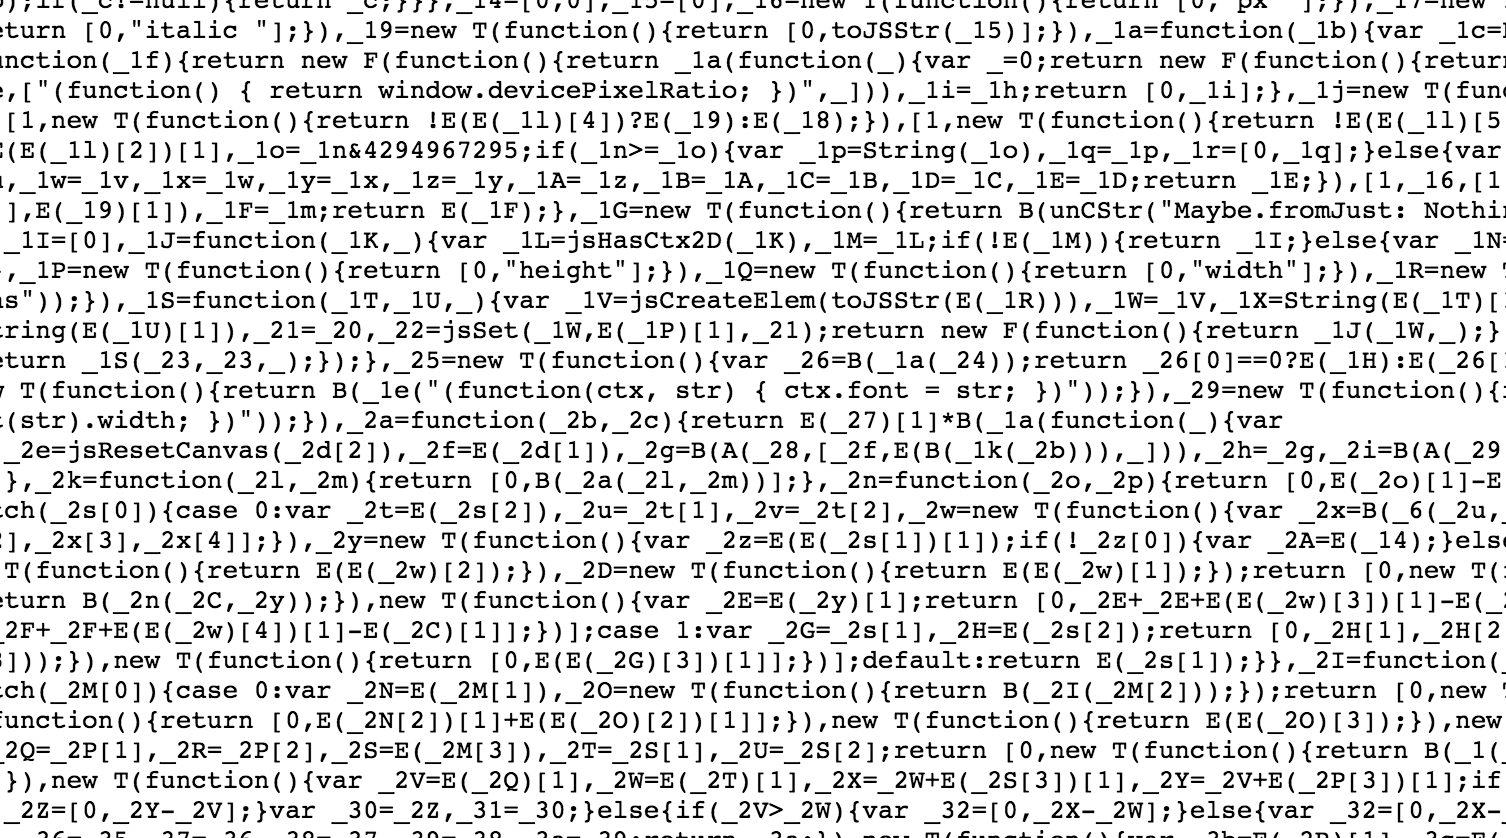 );if(_c!=null){return _c;}}},_14=[0,0],_15=[0],_16=new T(function(){return [0,"px "];}),_17=new
eturn [0,"italic "];}),_19=new T(function(){return [0,toJSStr(_15)];}),_1a=function(_1b){var _1c=
unction(_1f){return new F(function(){return _1a(function(_){var _=0;return new F(function(){retur
e,["(function() { return window.devicePixelRatio; })",_])),_1i=_1h;return [0,_1i];},_1j=new T(func
[1,new T(function(){return !E(E(_1l)[4])?E(_19):E(_18);}),[1,new T(function(){return !E(E(_1l)[5
E(E(_1l)[2])[1],_1o=_1n&4294967295;if(_1n>=_1o){var _1p=String(_1o),_1q=_1p,_1r=[0,_1q];}else{var
,_1w=_1v,_1x=_1w,_1y=_1x,_1z=_1y,_1A=_1z,_1B=_1A,_1C=_1B,_1D=_1C,_1E=_1D;return _1E;}),[1,_16,[1
],E(_19)[1]),_1F=_1m;return E(_1F);},_1G=new T(function(){return B(unCStr("Maybe.fromJust: Nothin
_1I=[0],_1J=function(_1K,_){var _1L=jsHasCtx2D(_1K),_1M=_1L;if(!E(_1M)){return _1I;}else{var _1N=
,_1P=new T(function(){return [0,"height"];}),_1Q=new T(function(){return [0,"width"];}),_1R=new
as"));}),_1S=function(_1T,_1U,_){var _1V=jsCreateElem(toJSStr(E(_1R))),_1W=_1V,_1X=String(E(_1T)[
tring(E(_1U)[1]),_21=_20,_22=jsSet(_1W,E(_1P)[1],_21);return new F(function(){return _1J(_1W,_);}
eturn _1S(_23,_23,_);});},_25=new T(function(){var _26=B(_1a(_24));return _26[0]==0?E(_1H):E(_26[
w T(function(){return B(_1e("(function(ctx, str) { ctx.font = str; })"));}),_29=new T(function(){
t(str).width; })"));}),_2a=function(_2b,_2c){return E(_27)[1]*B(_1a(function(_){var
_2e=jsResetCanvas(_2d[2]),_2f=E(_2d[1]),_2g=B(A(_28,[_2f,E(B(_1k(_2b))),_])),_2h=_2g,_2i=B(A(_29
},_2k=function(_2l,_2m){return [0,B(_2a(_2l,_2m))];},_2n=function(_2o,_2p){return [0,E(_2o)[1]-E
tch(_2s[0]){case 0:var _2t=E(_2s[2]),_2u=_2t[1],_2v=_2t[2],_2w=new T(function(){var _2x=B(_6(_2u,
],_2x[3],_2x[4]];}),_2y=new T(function(){var _2z=E(E(_2s[1])[1]);if(!_2z[0]){var _2A=E(_14);}else
T(function(){return E(E(_2w)[2]);}),_2D=new T(function(){return E(E(_2w)[1]);});return [0,new T(
eturn B(_2n(_2C,_2y));}),new T(function(){var _2E=E(_2y)[1];return [0,_2E+_2E+E(E(_2w)[3])[1]-E(_
2F+_2F+E(E(_2w)[4])[1]-E(_2C)[1]];})];case 1:var _2G=_2s[1],_2H=E(_2s[2]);return [0,_2H[1],_2H[2
]));}),new T(function(){return [0,E(E(_2G)[3])[1]];})];default:return E(_2s[1]);}},_2I=function(
tch(_2M[0]){case 0:var _2N=E(_2M[1]),_2O=new T(function(){return B(_2I(_2M[2]));});return [0,new
function(){return [0,E(_2N[2])[1]+E(E(_2O)[2])[1]];}),new T(function(){return E(E(_2O)[3]);}),new
2Q=_2P[1],_2R=_2P[2],_2S=E(_2M[3]),_2T=_2S[1],_2U=_2S[2];return [0,new T(function(){return B(_1(
}),new T(function(){var _2V=E(_2Q)[1],_2W=E(_2T)[1],_2X=_2W+E(_2S[3])[1],_2Y=_2V+E(_2P[3])[1];if
_2Z=[0,_2Y-_2V];}var _30=_2Z,_31=_30;}else{if(_2V>_2W){var _32=[0,_2X-_2W];}else{var _32=[0,_2X-